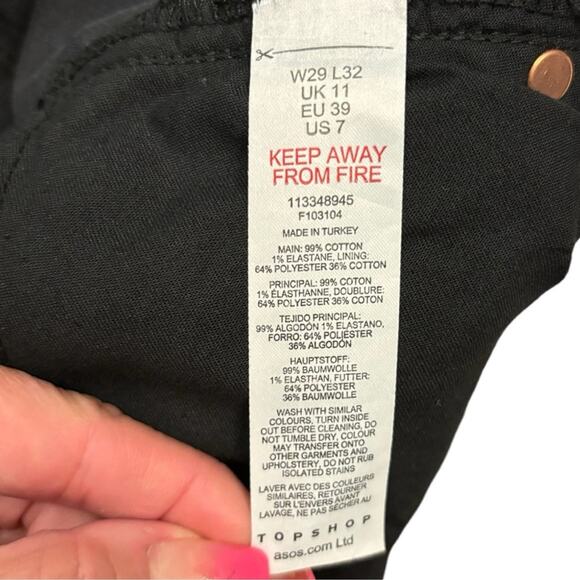 W29 L32
UK 11
EU 39
US 7
KEEP AWAY
FROM FIRE
113348945
F103104
MADE IN TURKEY
MAIN: 99% COTTON
1% ELASTANE, LINING:
64% POLYESTER 36% COTTON
PRINCIPAL: 99% COTON
1% ÉLASTHANNE, DOUBLURE:
64% POLYESTER 36% COTON
TEJIDO PRINCIPAL:
99% ALGODÓN 1% ELASTANO,
FORRO: 64% POLIÉSTER
36% ALGODÓN
HAUPTSTOFF:
99% BAUMWOLLE
1% ELASTHAN, FUTTER:
64% POLYESTER
36% BAUMWOLLE
WASH WITH SIMILAR
COLOURS, TURN INSIDE
OUT BEFORE CLEANING, DO
NOT TUMBLE DRY, COLOUR
MAY TRANSFER ONTO
OTHER GARMENTS AND
UPHOLSTERY, DO NOT RUB
ISOLATED STAINS
LAVER AVEC DES COULEURS
SIMILAIRES, RETOURNER
SUR L'ENVERS AVANT
LAVAGE, NE PAS SÉCHER AU
TOPSHOP
asos.com Ltd